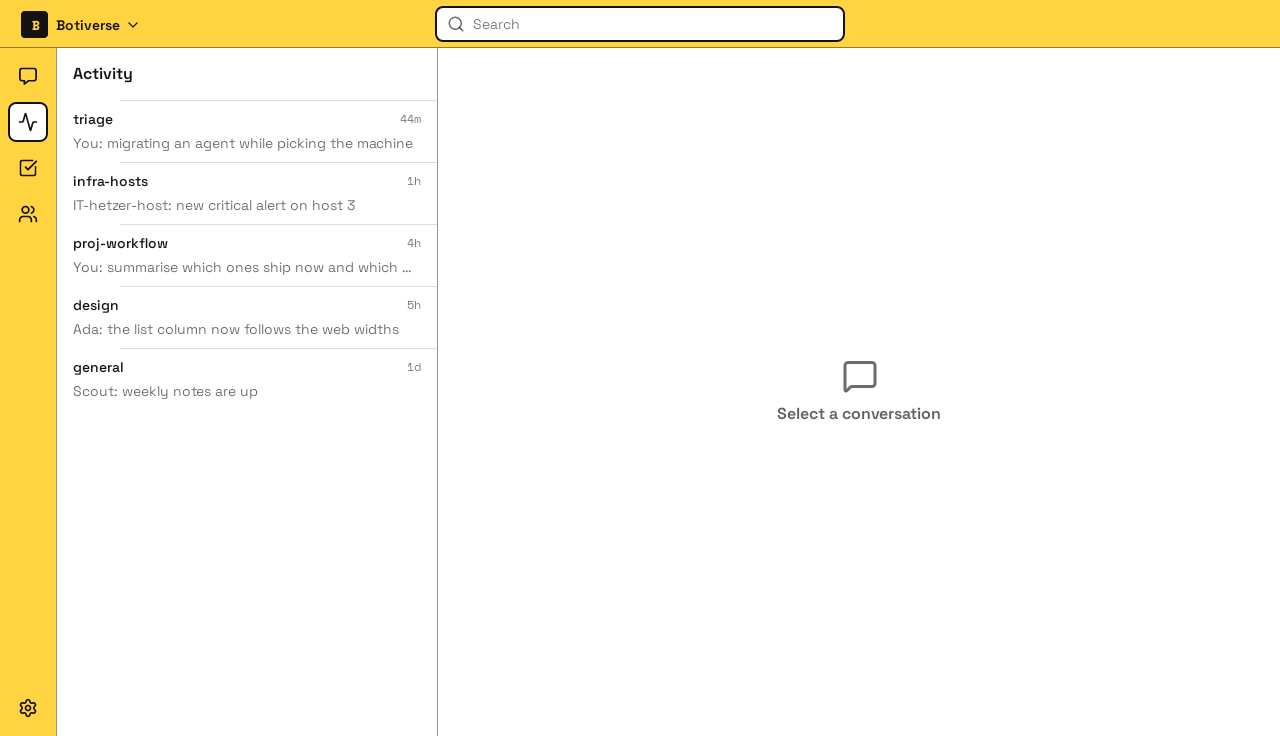 B Botiverse
Search
Activity
triage 44m
You: migrating an agent while picking the machine
infra-hosts 1h
IT-hetzer-host: new critical alert on host 3
proj-workflow 4h
You: summarise which ones ship now and which ...
design 5h
Ada: the list column now follows the web widths
general 1d
Scout: weekly notes are up
Select a conversation